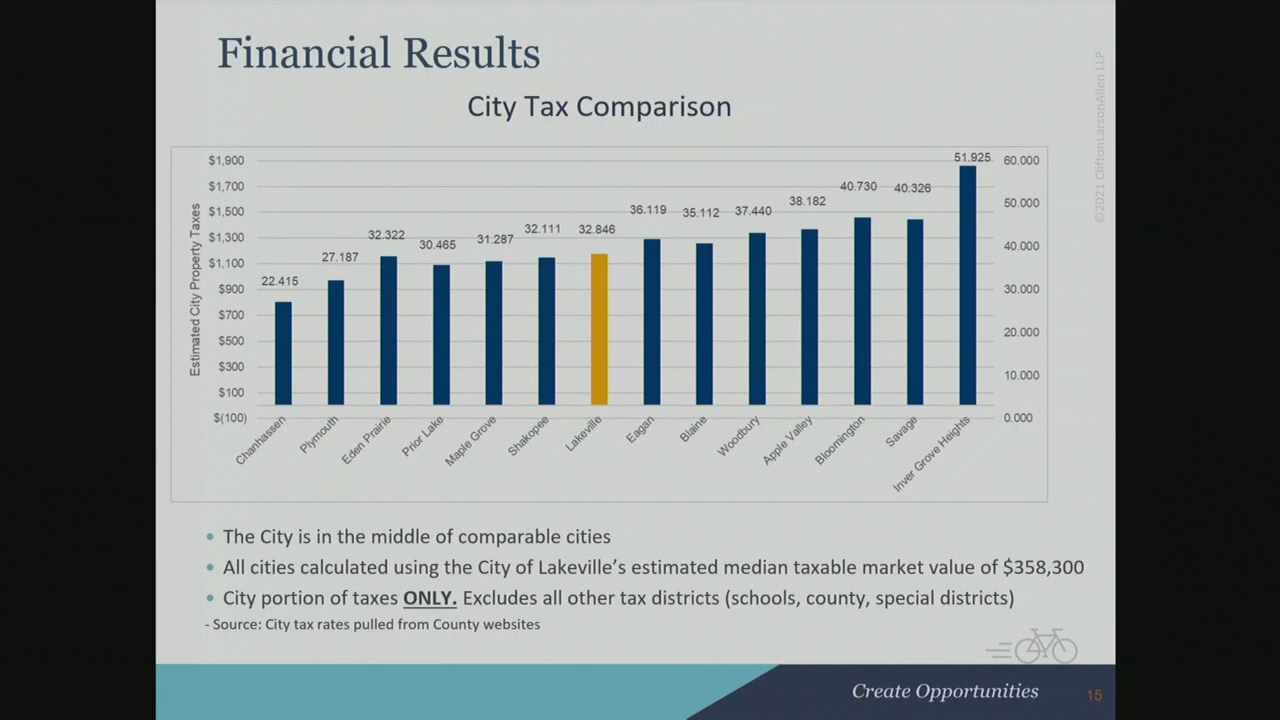 Financial Results
City Tax Comparison
©2021 CliftonLarsonAllen LLP
Estimated City Property Taxes
$1,900
$1,700
$1,500
$1,300
$1,100
$900
$700
$500
$300
$100
$(100)
22.415
27.187
32.322
30.465
31.287
32.111
32.846
36.119
35.112
37.440
38.182
40.730
40.326
51.925
60.000
50.000
40.000
30.000
20.000
10.000
0.000
Chanhassen
Plymouth
Eden Prairie
Prior Lake
Maple Grove
Shakopee
Lakeville
Eagan
Blaine
Woodbury
Apple Valley
Bloomington
Savage
Inver Grove Heights
• The City is in the middle of comparable cities
• All cities calculated using the City of Lakeville’s estimated median taxable market value of $358,300
• City portion of taxes ONLY. Excludes all other tax districts (schools, county, special districts)
- Source: City tax rates pulled from County websites
Create Opportunities
15